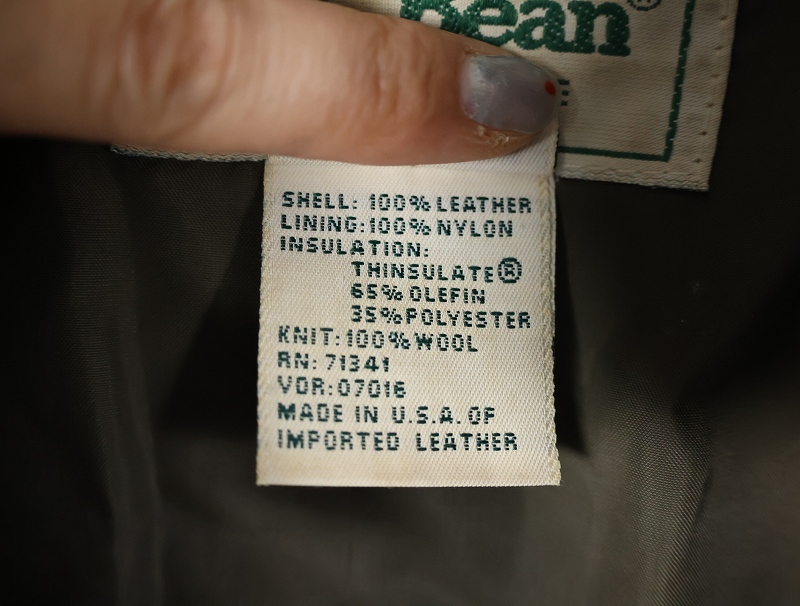 Bean®
SHELL: 100% LEATHER
LINING: 100% NYLON
INSULATION:
THINSULATE®
65% OLEFIN
35% POLYESTER
KNIT: 100% WOOL
RN: 71341
VDR: 07016
MADE IN U.S.A. OF
IMPORTED LEATHER